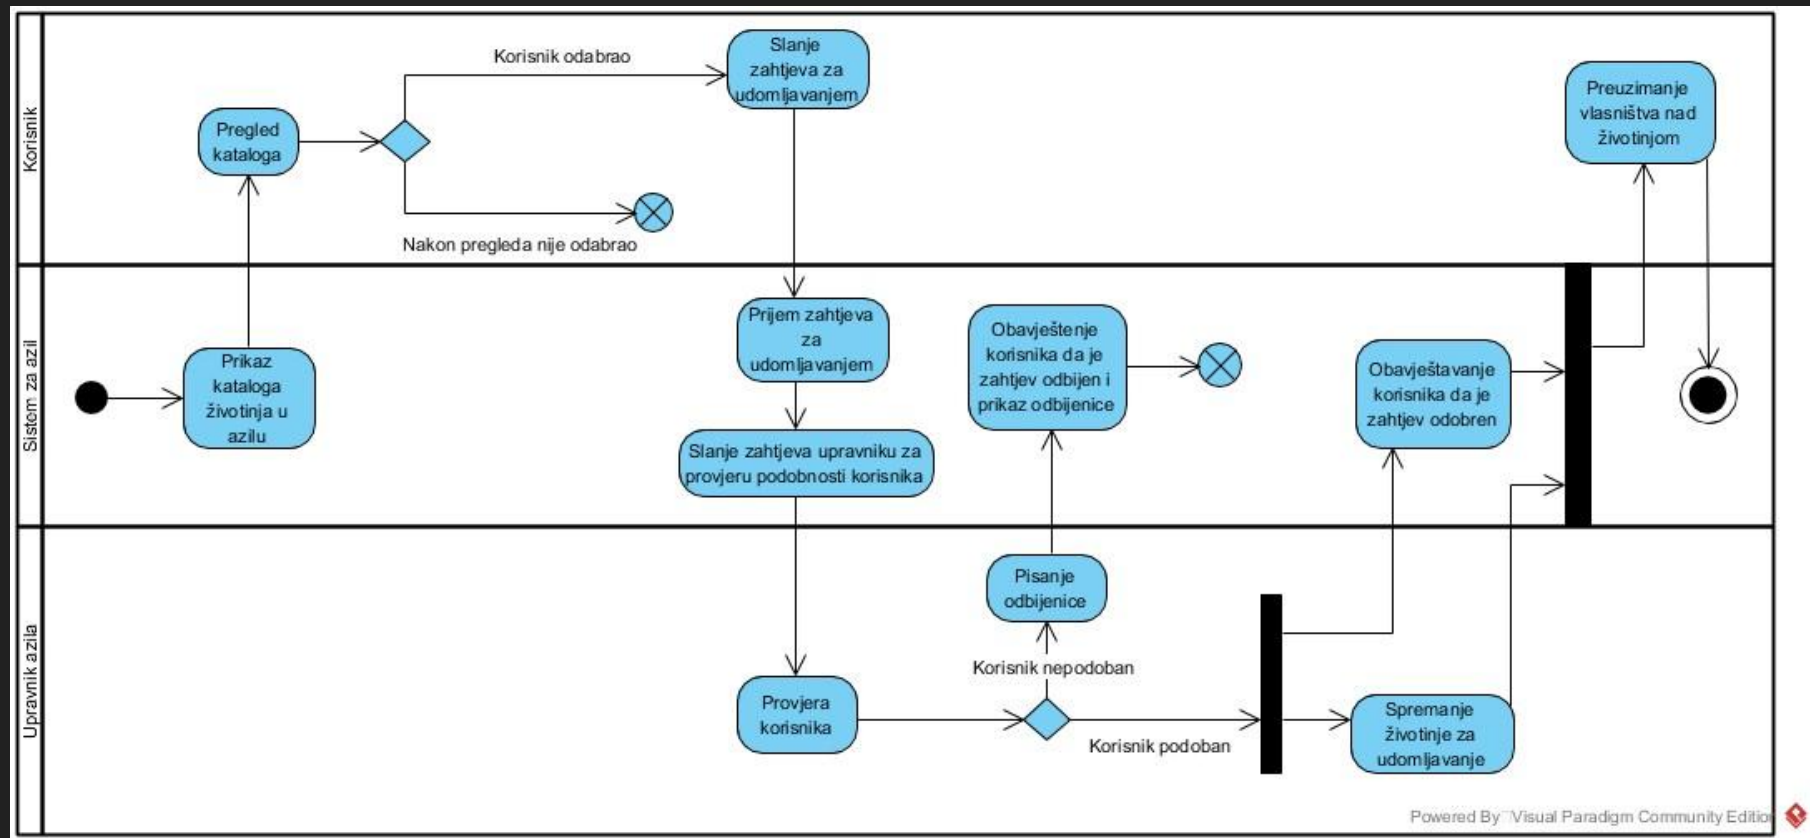 Korisnik
Pregled
kataloga
Korisnik odabrao
Nakon pregleda nije odabrao
Slanje
zahtjeva za
udomljavanjem
Preuzimanje
vlasništva nad
životinjom
Sistem za azil
Prikaz
kataloga
životinja u
azilu
Prijem zahtjeva
za
udomljavanjem
Slanje zahtjeva upravniku za
provjeru podobnosti korisnika
Obavještenje
korisnika da je
zahtjev odbijen i
prikaz odbijenice
Obavještavanje
korisnika da je
zahtjev odobren
Upravnik azila
Provjera
korisnika
Pisanje
odbijenice
Korisnik nepodoban
Korisnik podoban
Spremanje
životinje za
udomljavanje
Powered By Visual Paradigm Community Edition